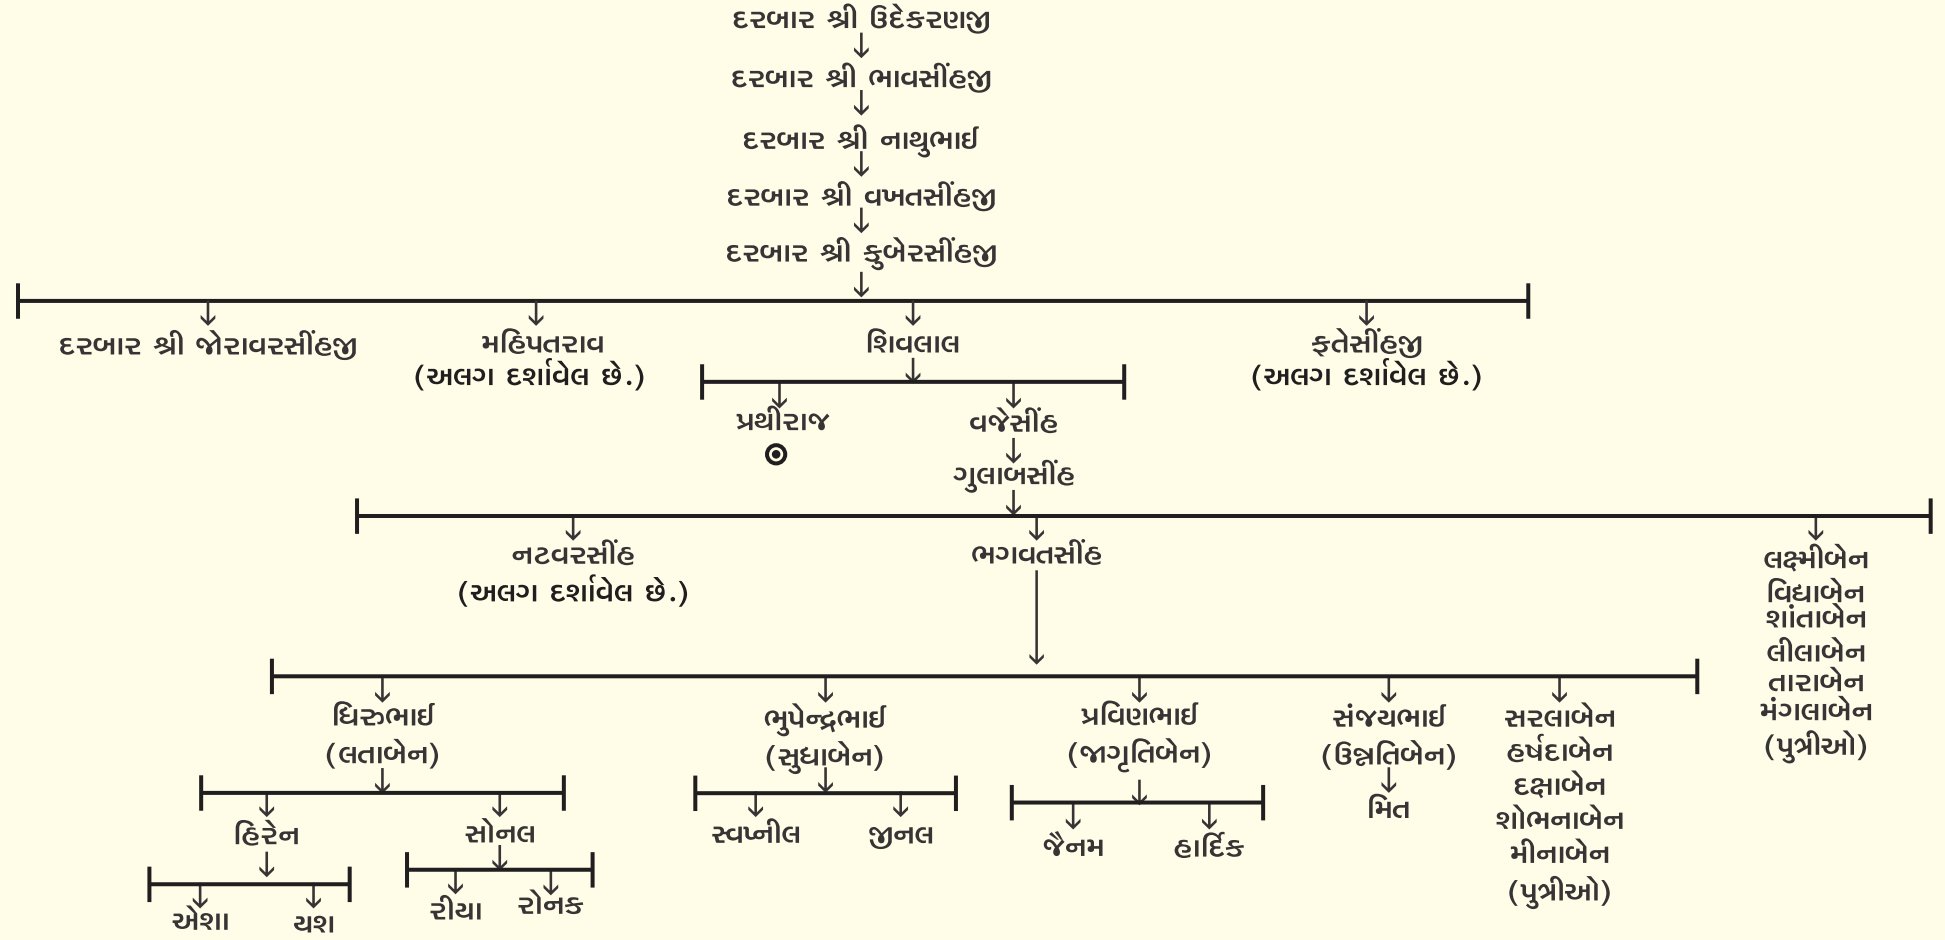 દરબાર શ્રી ઉદેકરણજી
દરબાર શ્રી ભાવસીંહજી
દરબાર શ્રી નાથુભાઈ
દરબાર શ્રી વખતસીંહજી
દરબાર શ્રી કુબેરસીંહજી
દરબાર શ્રી જોરાવરસીંહજી
મહિપતરાવ
(અલગ દર્શાવેલ છે.)
શિવલાલ
ફતેસીંહજી
(અલગ દર્શાવેલ છે.)
પ્રથીરાજ
વજેસીંહ
ગુલાબસીંહ
નટવરસીંહ
(અલગ દર્શાવેલ છે.)
ભગવતસીંહ
લક્ષ્મીબેન
વિદ્યાબેન
શાંતાબેન
લીલાબેન
તારાબેન
મંગલાબેન
(પુત્રીઓ)
ધિરુભાઈ
(લતાબેન)
ભુપેન્દ્રભાઈ
(સુધાબેન)
પ્રવિણભાઈ
(જાગૃતિબેન)
સંજયભાઈ
(ઉન્નતિબેન)
મિત
સરલાબેન
હર્ષદાબેન
દક્ષાબેન
શોભનાબેન
મીનાબેન
(પુત્રીઓ)
હિરેન
સોનલ
સ્વપ્નીલ
જીનલ
જૈનમ
હાર્દિક
એશા
યશ
રીયા
રોનક